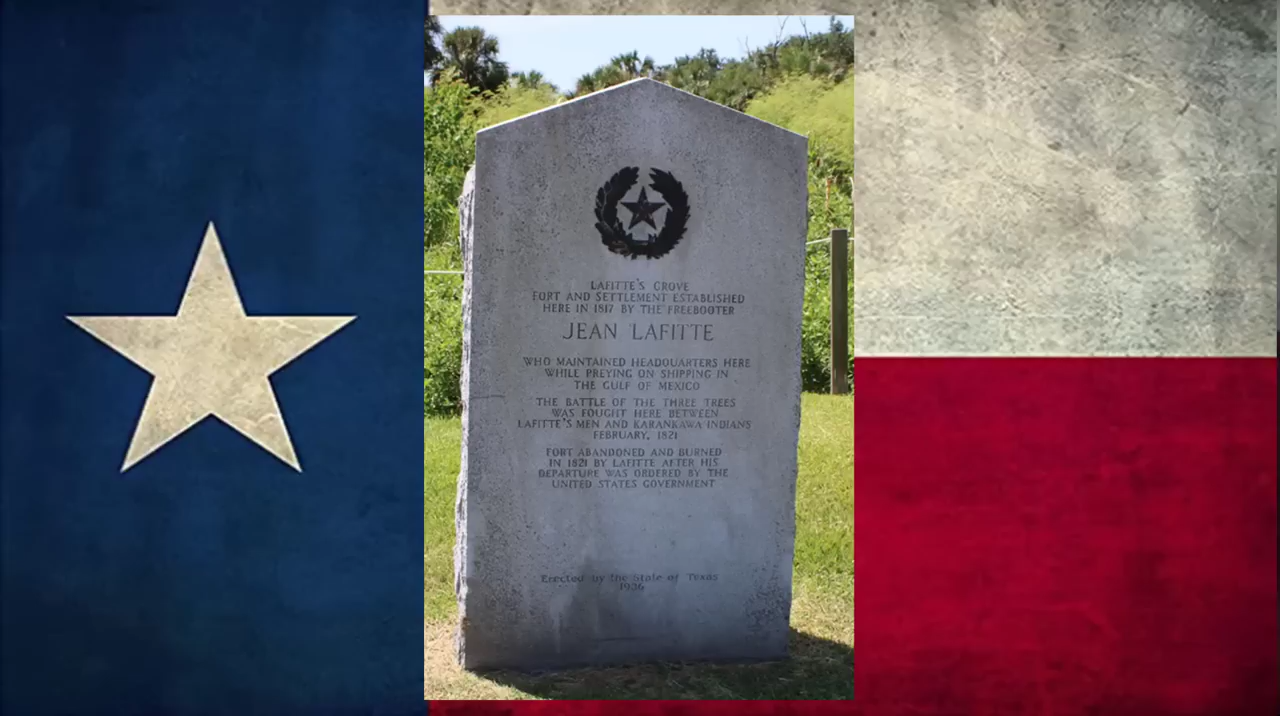 LAFITTE'S GROVE
FORT AND SETTLEMENT ESTABLISHED
HERE IN 1817 BY THE FREEBOOTER
JEAN LAFITTE
WHO MAINTAINED HEADQUARTERS HERE
WHILE PREYING ON SHIPPING IN
THE GULF OF MEXICO
THE BATTLE OF THE THREE TREES
WAS FOUGHT HERE BETWEEN
LAFITTE'S MEN AND KARANKAWA INDIANS
FEBRUARY, 1821
FORT ABANDONED AND BURNED
IN 1821 BY LAFITTE AFTER HIS
DEPARTURE WAS ORDERED BY THE
UNITED STATES GOVERNMENT
Erected by the State of Texas
1936